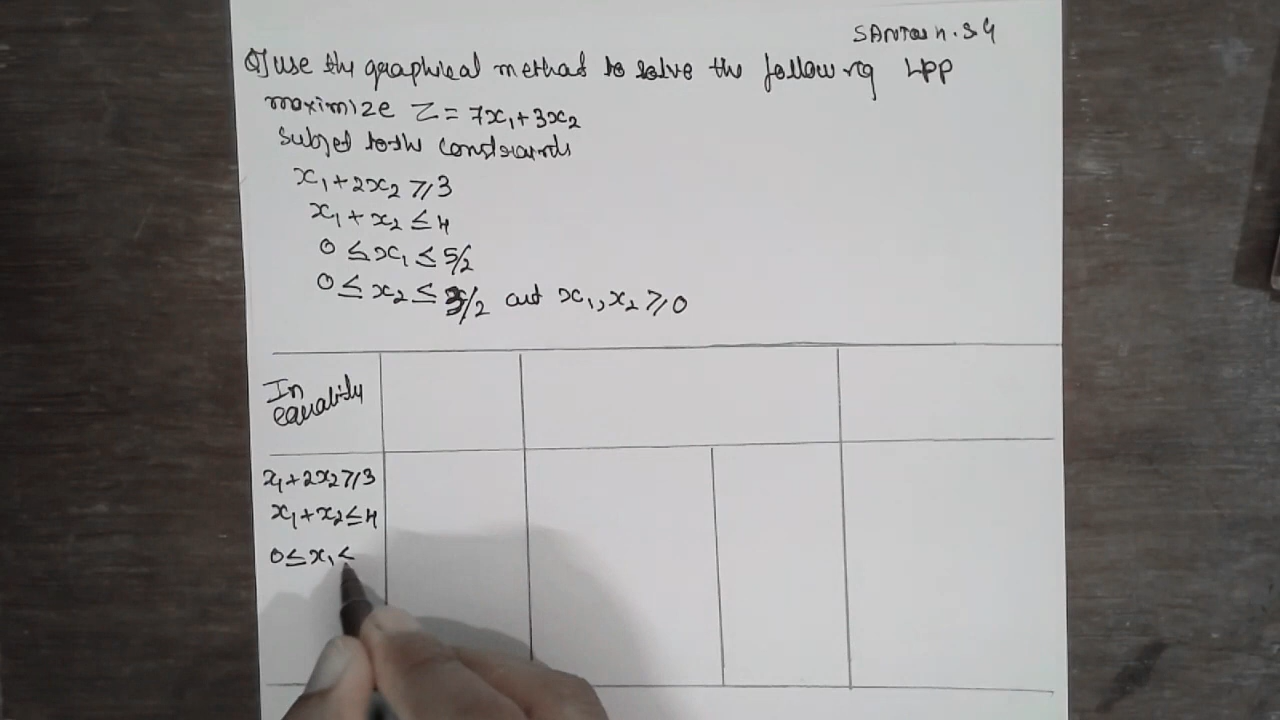 SANTOSH.S4
Q] use the graphical method to solve the following LPP
maximize Z = 7x₁ + 3x₂
Subjet to the constraints
x₁ + 2x₂ ≥ 3
x₁ + x₂ ≤ 4
0 ≤ x₁ ≤ 5/2
0 ≤ x₂ ≤ 3/2 and x₁, x₂ ≥ 0
In
equality
x₁ + 2x₂ ≥ 3
x₁ + x₂ ≤ 4
0 ≤ x₁ ≤